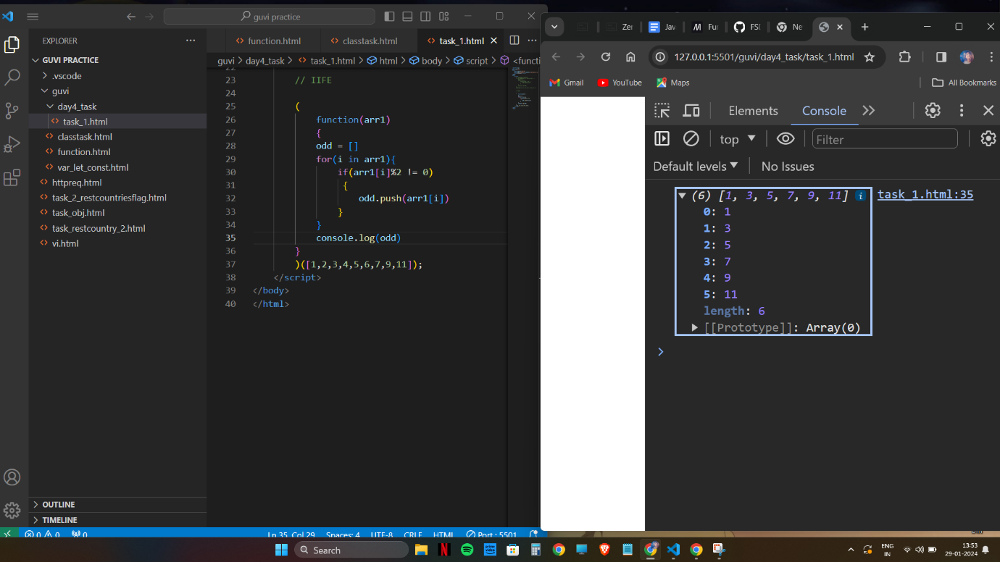 guvi practice
EXPLORER
GUVI PRACTICE
.vscode
guvi
day4_task
task_1.html
classtask.html
function.html
var_let_const.html
httpreq.html
task_2_restcountriesflag.html
task_obj.html
task_restcountry_2.html
vi.html
OUTLINE
TIMELINE
function.html
classtask.html
task_1.html
guvi > day4_task > task_1.html > html > body > script > <functi
22
23 // IIFE
24
25 (
26 function(arr1)
27 {
28 odd = []
29 for(i in arr1){
30 if(arr1[i]%2 != 0)
31 {
32 odd.push(arr1[i])
33 }
34 }
35 console.log(odd)
36 }
37 )([1,2,3,4,5,6,7,9,11]);
38 </script>
39 </body>
40 </html>
0 0 0 Ln 35, Col 29 Spaces: 4 UTF-8 CRLF HTML Port : 5501
Zer Jav Fur FSI Ne
127.0.0.1:5501/guvi/day4_task/task_1.html
Gmail YouTube Maps All Bookmarks
Elements Console
top Filter
Default levels No Issues
(6) [1, 3, 5, 7, 9, 11] i task_1.html:35
0: 1
1: 3
2: 5
3: 7
4: 9
5: 11
length: 6
[[Prototype]]: Array(0)
Search
ENG
IN
13:53
29-01-2024